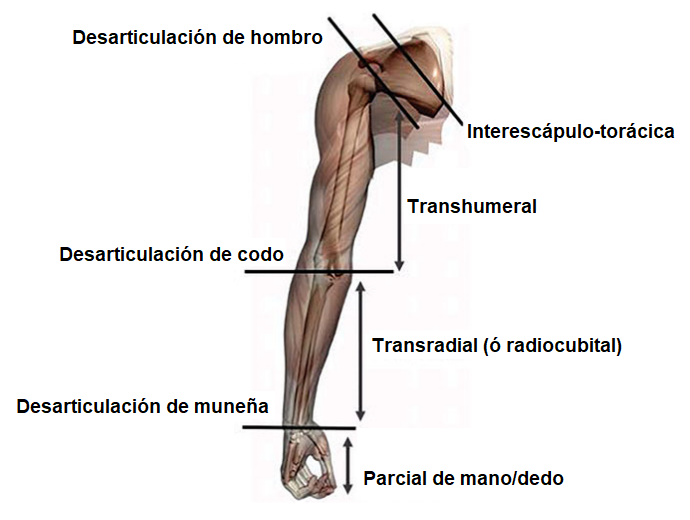 Desarticulación de hombro
Interescápulo-torácica
Transhumeral
Desarticulación de codo
Transradial (ó radiocubital)
Desarticulación de muneña
Parcial de mano/dedo